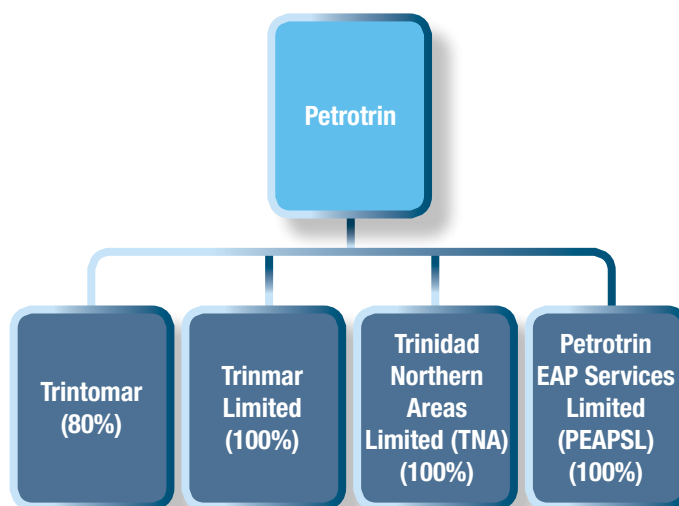 Petrotrin
Trintomar
(80%)
Trinmar
Limited
(100%)
Trinidad
Northern
Areas
Limited (TNA)
(100%)
Petrotrin
EAP Services
Limited
(PEAPSL)
(100%)